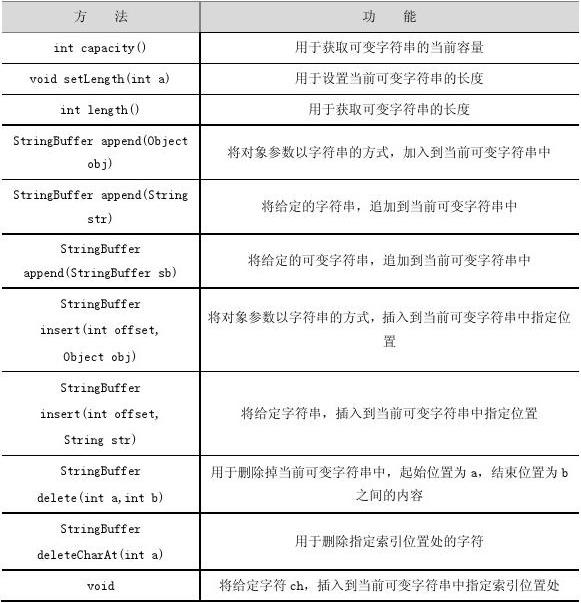 方 法 功 能
int capacity() 用于获取可变字符串的当前容量
void setLength(int a) 用于设置当前可变字符串的长度
int length() 用于获取可变字符串的长度
StringBuffer append(Object
obj)
将对象参数以字符串的方式，加入到当前可变字符串中
StringBuffer append(String
str)
将给定的字符串，追加到当前可变字符串中
StringBuffer
append(StringBuffer sb)
将给定的可变字符串，追加到当前可变字符串中
StringBuffer
insert(int offset,
Object obj)
将对象参数以字符串的方式，插入到当前可变字符串中指定位
置
StringBuffer
insert(int offset,
String str)
将给定字符串，插入到当前可变字符串中指定位置
StringBuffer
delete(int a,int b)
用于删除掉当前可变字符串中，起始位置为 a，结束位置为 b
之间的内容
StringBuffer
deleteCharAt(int a)
用于删除指定索引位置处的字符
void 将给定字符 ch，插入到当前可变字符串中指定索引位置处